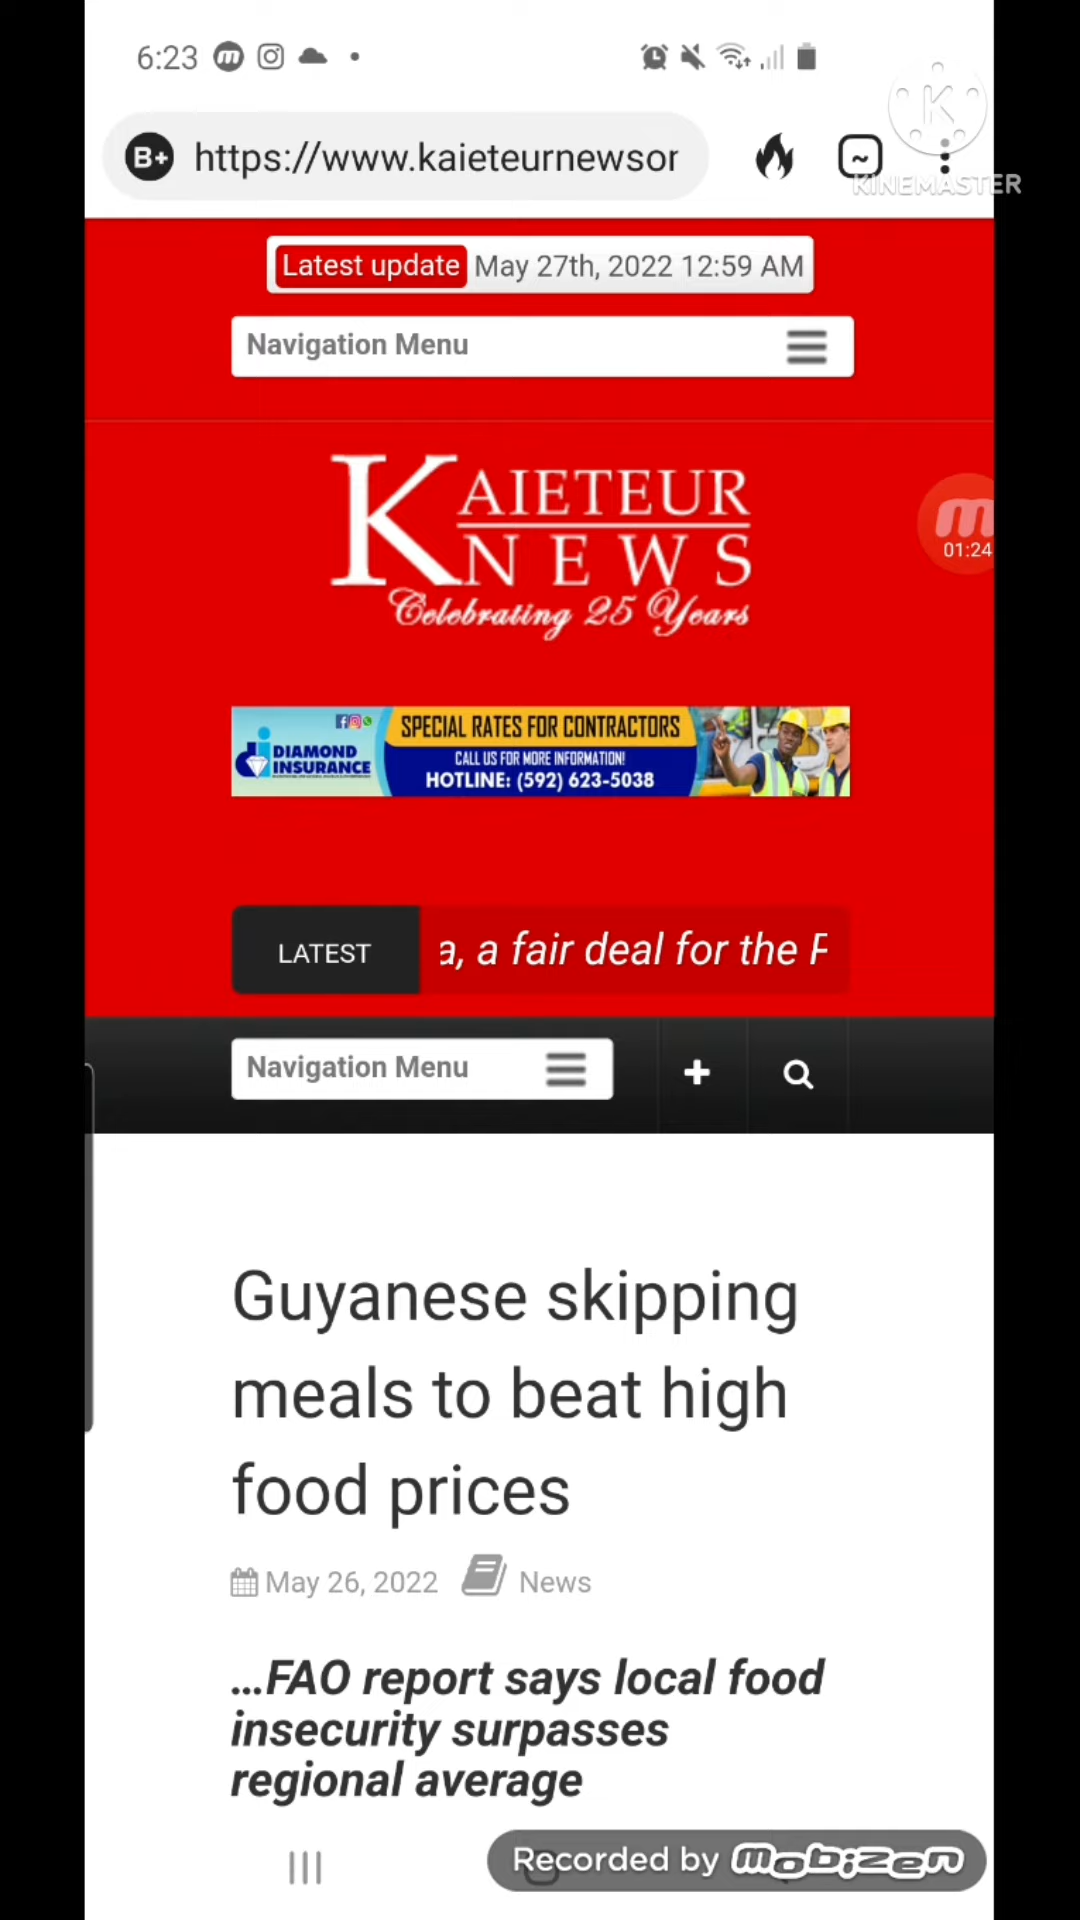 6:23
KINEMASTER
B+ https://www.kaieteurnewsor
Latest update May 27th, 2022 12:59 AM
Navigation Menu
KAIETEUR
NEWS
Celebrating 25 Years
01:24
DIAMOND
INSURANCE
SPECIAL RATES FOR CONTRACTORS
CALL US FOR MORE INFORMATION!
HOTLINE: (592) 623-5038
LATEST a, a fair deal for the
Navigation Menu
Guyanese skipping
meals to beat high
food prices
May 26, 2022 News
...FAO report says local food
insecurity surpasses
regional average
Recorded by mobizen